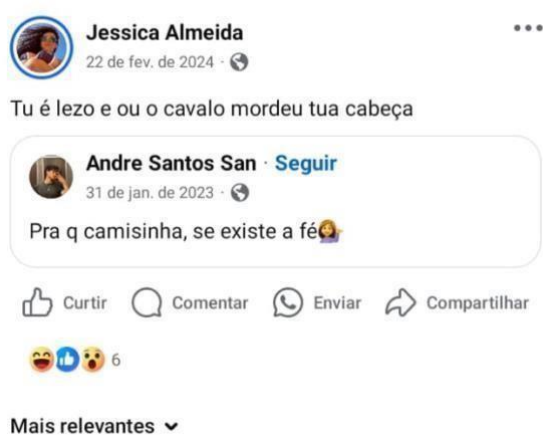 Jessica Almeida
22 de fev. de 2024 ·
Tu é lezo e ou o cavalo mordeu tua cabeça
Andre Santos San · Seguir
31 de jan. de 2023 ·
Pra q camisinha, se existe a fé💁‍♀️
Curtir Comentar Enviar Compartilhar
6
Mais relevantes